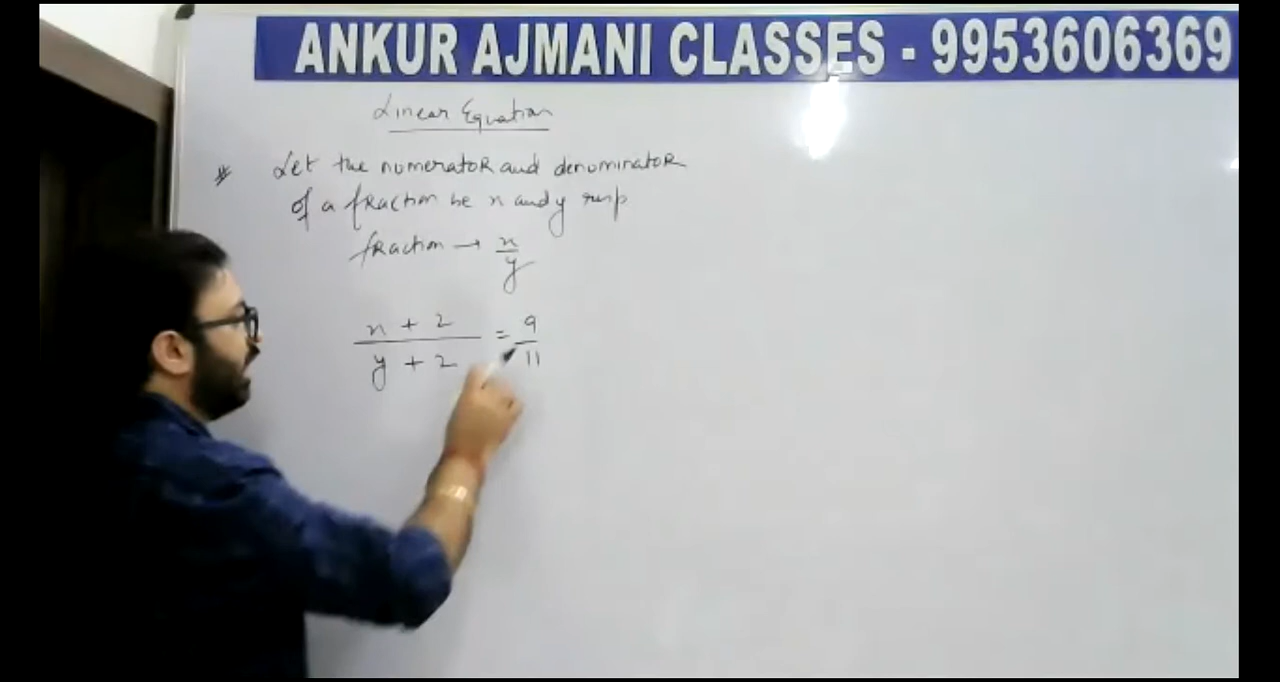 ANKUR AJMANI CLASSES - 9953606369
Linear Equation
* Let the numerator and denominator
of a fraction be x and y resp
fraction → x/y
x + 2 / y + 2 = 9/11